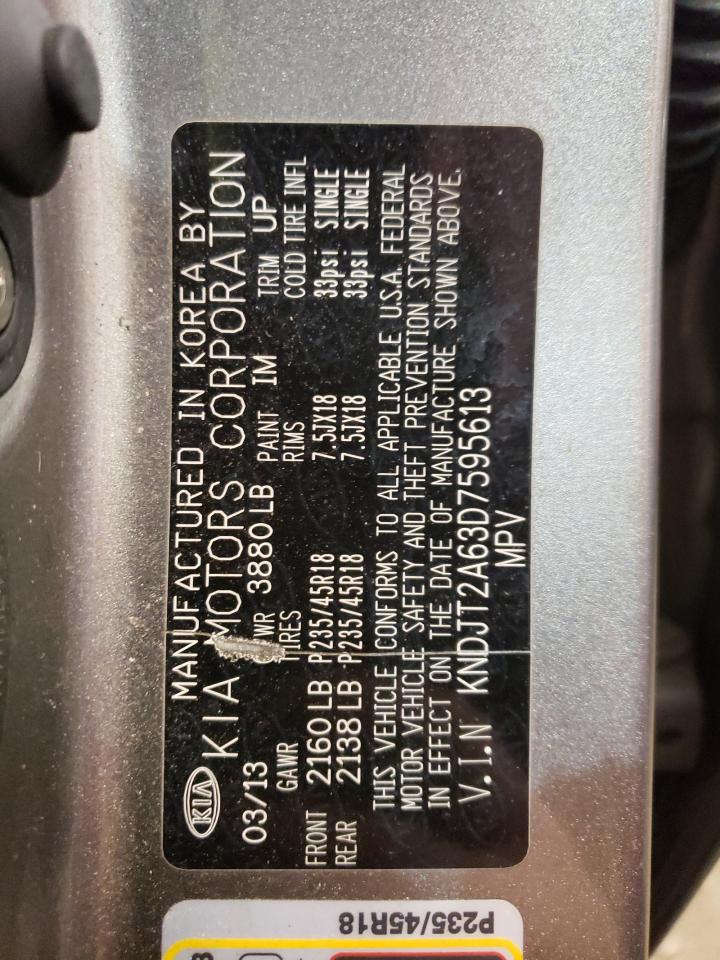 KIA
MANUFACTURED IN KOREA BY
KIA MOTORS CORPORATION
03/13 3880 LB PAINT IM TRIM UP
GAWR RIMS COLD TIRE INFL
FRONT 2160 LB P235/45R18 7.5JX18 33psi SINGLE
REAR 2138 LB P235/45R18 7.5JX18 33psi SINGLE
THIS VEHICLE CONFORMS TO ALL APPLICABLE U.S.A. FEDERAL
MOTOR VEHICLE SAFETY AND THEFT PREVENTION STANDARDS
IN EFFECT ON THE DATE OF MANUFACTURE SHOWN ABOVE.
V.I.N KNDJT2A63D7595613
MPV
P235/45R18